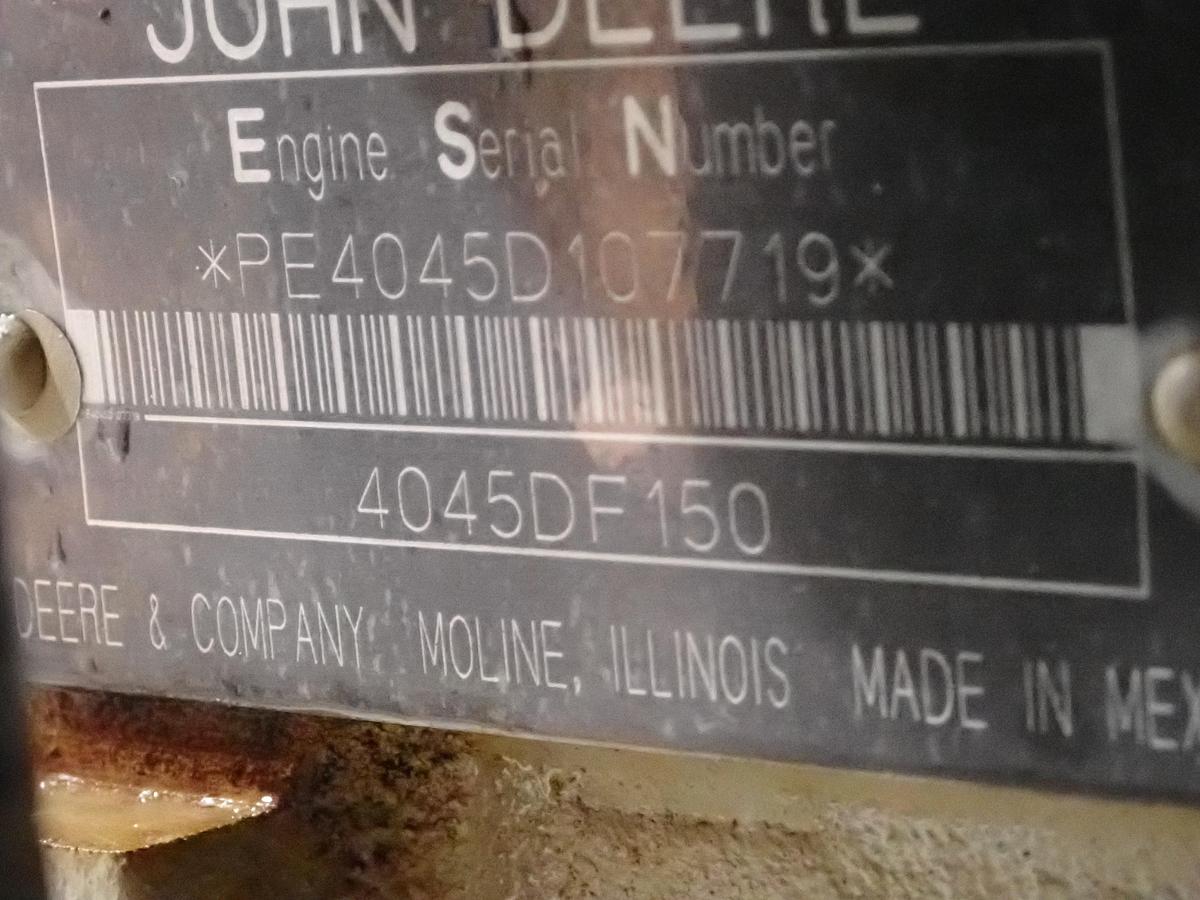 JOHN DEERE
Engine Serial Number
*PE4045D107719*
4045DF150
DEERE & COMPANY MOLINE, ILLINOIS MADE IN MEX